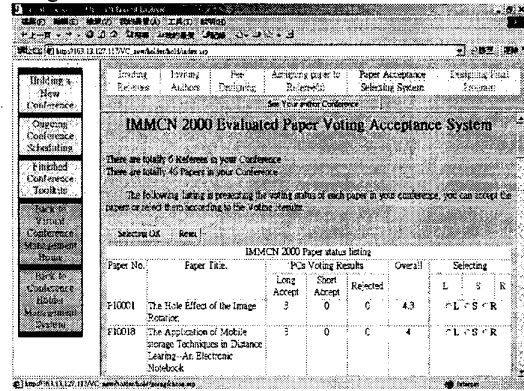 Holding a
New
Conference
Ongoing
Conference
Scheduling
Finished
Conference
Toolkits
Back to
Virtual
Conference
Management
Home
Back to
Conference
Holder
Management
System
Inviting
Referees
Inviting
Authors
Fee
Designing
Assigning paper to
Referee(s)
Paper Acceptance
Selecting System
Designing Final
Program
See Your author Conference
IMMCN 2000 Evaluated Paper Voting Acceptance System
There are totally 6 Referees in your Conference
There are totally 46 Papers in your Conference
The following listing is presenting the voting status of each paper in your conference, you can accept the
papers or reject them according to the Voting Results.
Selecting OK Reset
IMMCN 2000 Paper status listing
Paper No. Paper Title. PCs Voting Results Overall Selecting
Long Accept Short Accept Rejected L S R
P10001 The Hole Effect of the Image Rotation 3 0 0 4.3 L S R
P10018 The Application of Mobile storage Techniques in Distance Learing--An Electronic Notebook 3 0 0 4 L S R
Internet